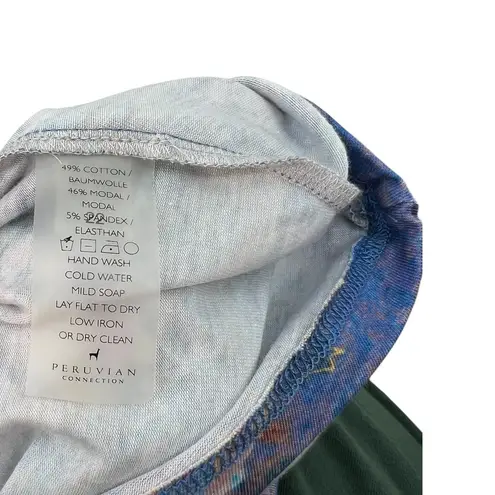 49% COTTON /
BAUMWOLLE
46% MODAL /
MODAL
5% SPANDEX /
ELASTHAN
HAND WASH
COLD WATER
MILD SOAP
LAY FLAT TO DRY
LOW IRON
OR DRY CLEAN
PERUVIAN
CONNECTION